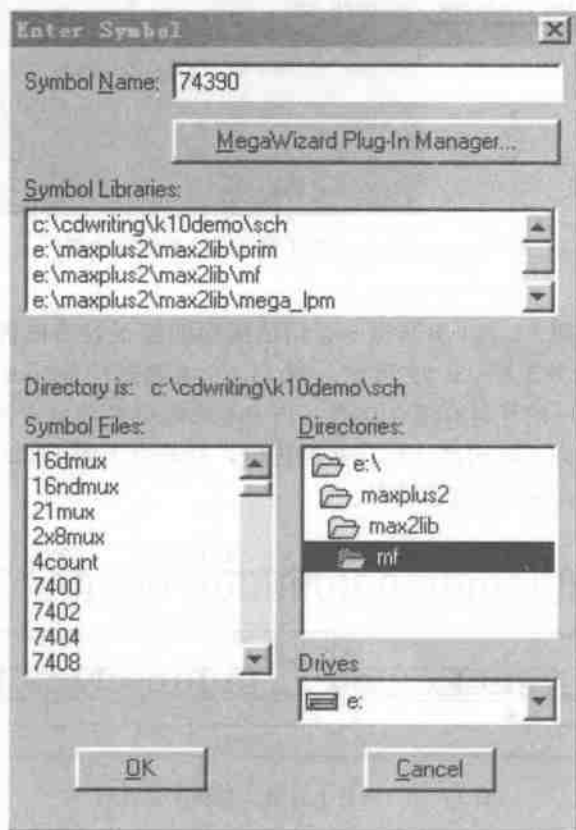 Enter Symbol
Symbol Name: 74390
MegaWizard Plug-In Manager...
Symbol Libraries:
c:\cdwriting\k10demo\sch
e:\maxplus2\max2lib\prim
e:\maxplus2\max2lib\mf
e:\maxplus2\max2lib\mega_lpm
Directory is: c:\cdwriting\k10demo\sch
Symbol Files:
16dmux
16ndmux
21mux
2x8mux
4count
7400
7402
7404
7408
Directories:
e:\
maxplus2
max2lib
mf
Drives
e:
OK
Cancel